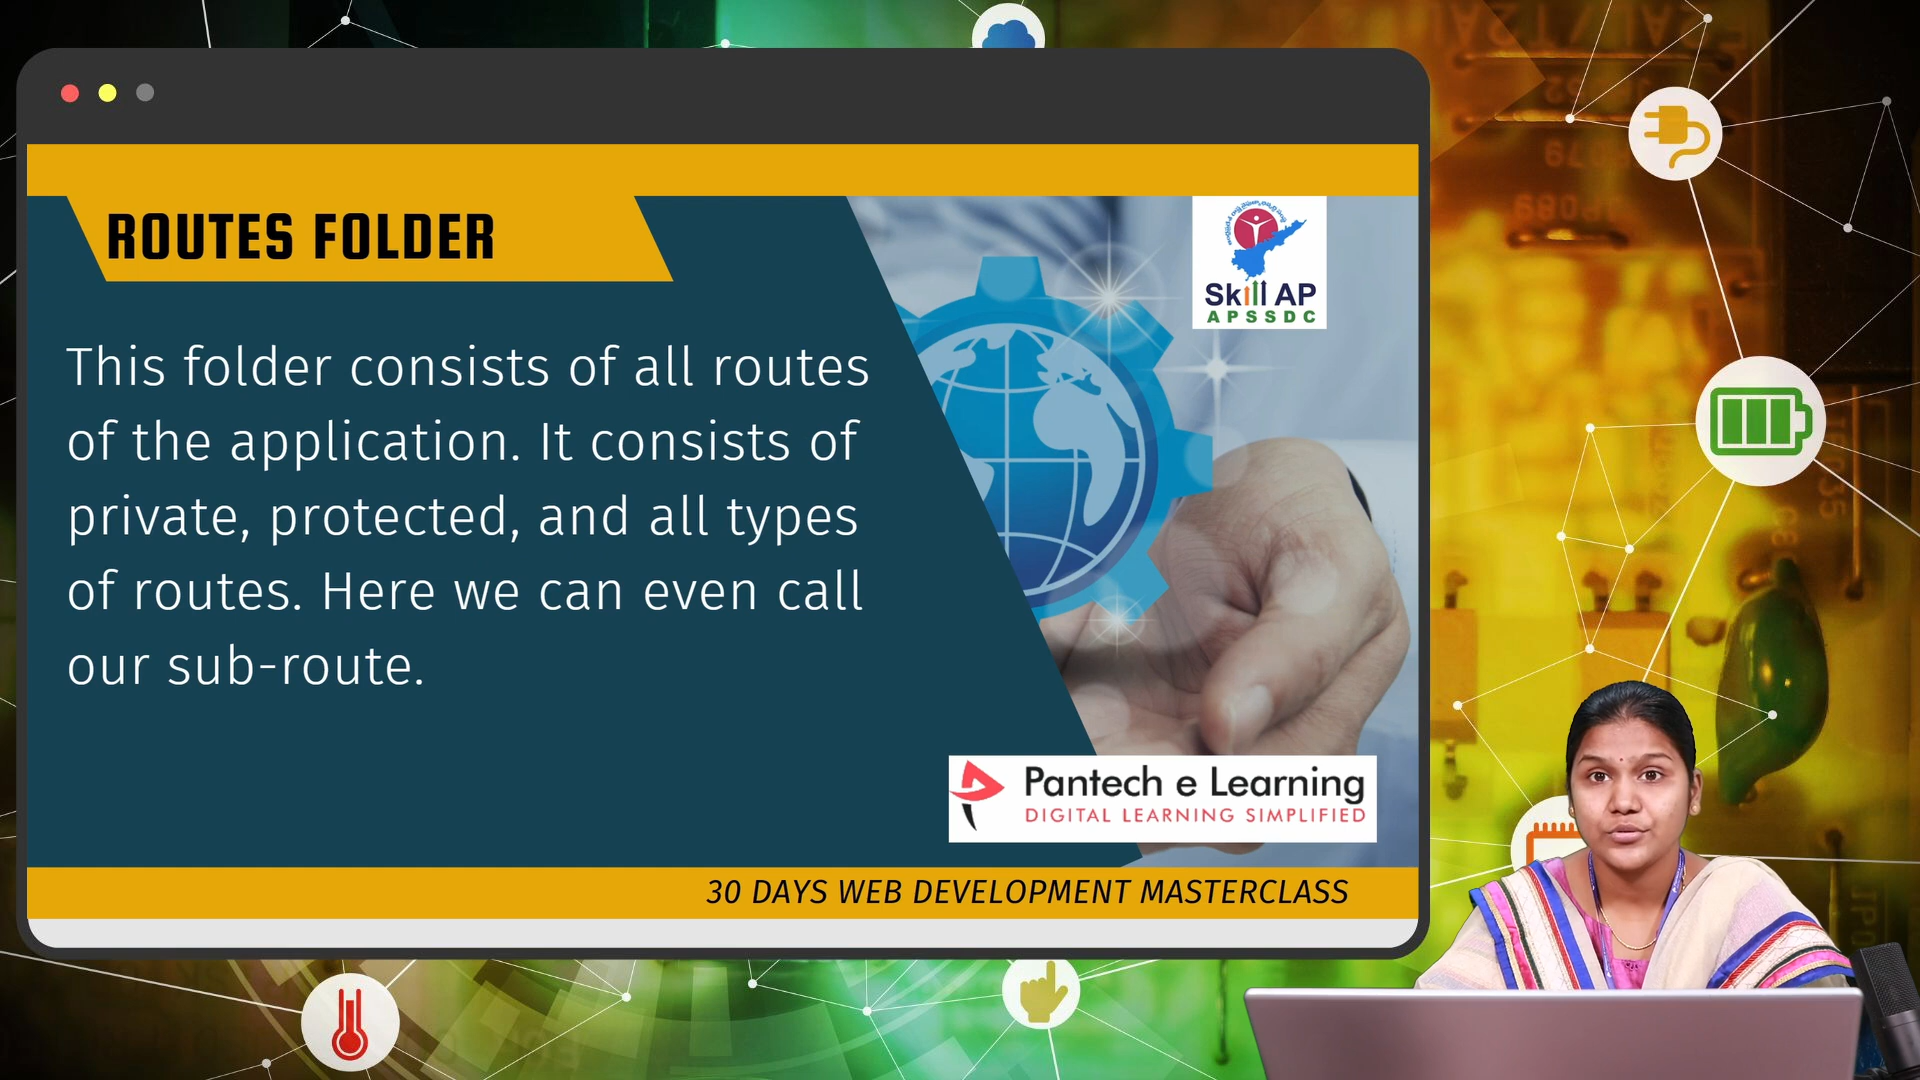 ROUTES FOLDER
Skill AP
APSSDC
This folder consists of all routes
of the application. It consists of
private, protected, and all types
of routes. Here we can even call
our sub-route.
Pantech e Learning
DIGITAL LEARNING SIMPLIFIED
30 DAYS WEB DEVELOPMENT MASTERCLASS